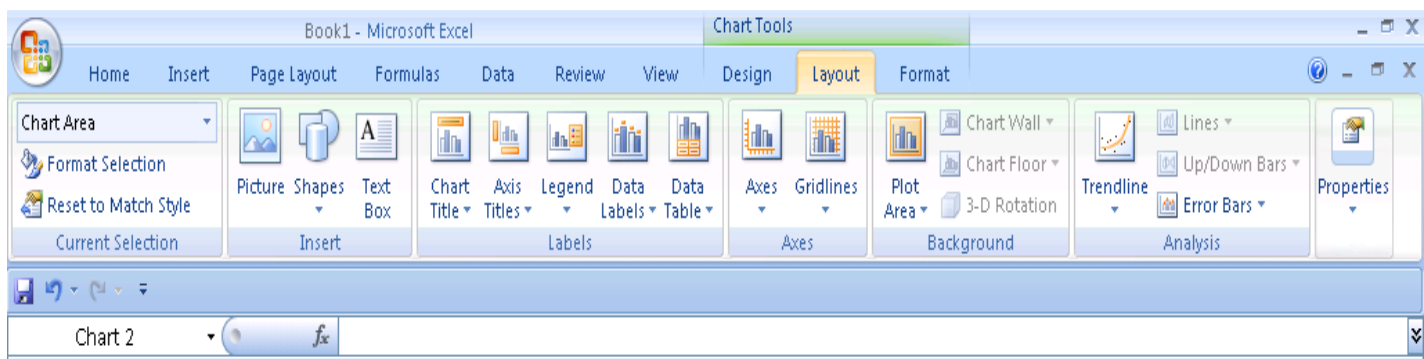 Book1 - Microsoft Excel Chart Tools
Home Insert Page Layout Formulas Data Review View Design Layout Format
Chart Area
Format Selection
Reset to Match Style
Current Selection
Picture Shapes Text Box
Insert
Chart Title Axis Titles Legend Data Labels Data Table
Labels
Axes Gridlines
Axes
Plot Area
Chart Wall
Chart Floor
3-D Rotation
Background
Trendline
Lines
Up/Down Bars
Error Bars
Analysis
Properties
Chart 2 fx